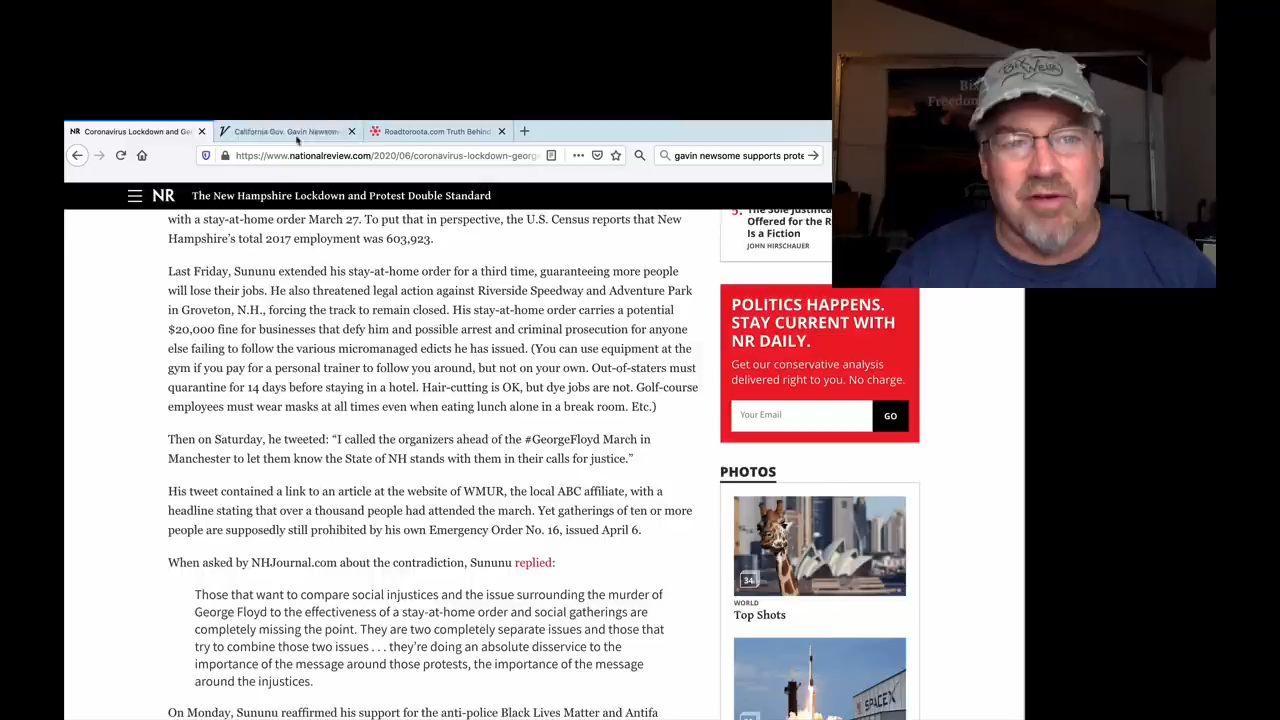 Coronavirus Lockdown and Ge
California Gov. Gavin Newsom
Roadtoroota.com Truth Behind
https://www.nationalreview.com/2020/06/coronavirus-lockdown-george
gavin newsome supports prote
NR
The New Hampshire Lockdown and Protest Double Standard
with a stay-at-home order March 27. To put that in perspective, the U.S. Census reports that New
Hampshire’s total 2017 employment was 603,923.
Last Friday, Sununu extended his stay-at-home order for a third time, guaranteeing more people
will lose their jobs. He also threatened legal action against Riverside Speedway and Adventure Park
in Groveton, N.H., forcing the track to remain closed. His stay-at-home order carries a potential
$20,000 fine for businesses that defy him and possible arrest and criminal prosecution for anyone
else failing to follow the various micromanaged edicts he has issued. (You can use equipment at the
gym if you pay for a personal trainer to follow you around, but not on your own. Out-of-staters must
quarantine for 14 days before staying in a hotel. Hair-cutting is OK, but dye jobs are not. Golf-course
employees must wear masks at all times even when eating lunch alone in a break room. Etc.)
Then on Saturday, he tweeted: “I called the organizers ahead of the #GeorgeFloyd March in
Manchester to let them know the State of NH stands with them in their calls for justice.”
His tweet contained a link to an article at the website of WMUR, the local ABC affiliate, with a
headline stating that over a thousand people had attended the march. Yet gatherings of ten or more
people are supposedly still prohibited by his own Emergency Order No. 16, issued April 6.
When asked by NHJournal.com about the contradiction, Sununu replied:
Those that want to compare social injustices and the issue surrounding the murder of
George Floyd to the effectiveness of a stay-at-home order and social gatherings are
completely missing the point. They are two completely separate issues and those that
try to combine those two issues . . . they’re doing an absolute disservice to the
importance of the message around those protests, the importance of the message
around the injustices.
On Monday, Sununu reaffirmed his support for the anti-police Black Lives Matter and Antifa
5. The Sole Justifica
Offered for the R
Is a Fiction
JOHN HIRSCHAUER
POLITICS HAPPENS.
STAY CURRENT WITH
NR DAILY.
Get our conservative analysis
delivered right to you. No charge.
Your Email
GO
PHOTOS
34
WORLD
Top Shots
SPACEX
Bix
Freedom
BixWeir